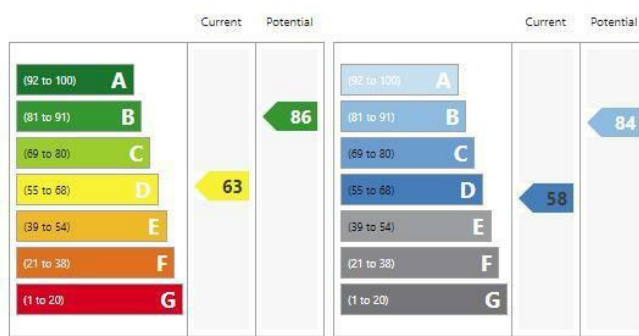 Current Potential
(92 to 100) A
(81 to 91) B 86
(69 to 80) C
(55 to 68) D 63
(39 to 54) E
(21 to 38) F
(1 to 20) G
Current Potential
(92 to 100) A
(81 to 91) B 84
(69 to 80) C
(55 to 68) D 58
(39 to 54) E
(21 to 38) F
(1 to 20) G